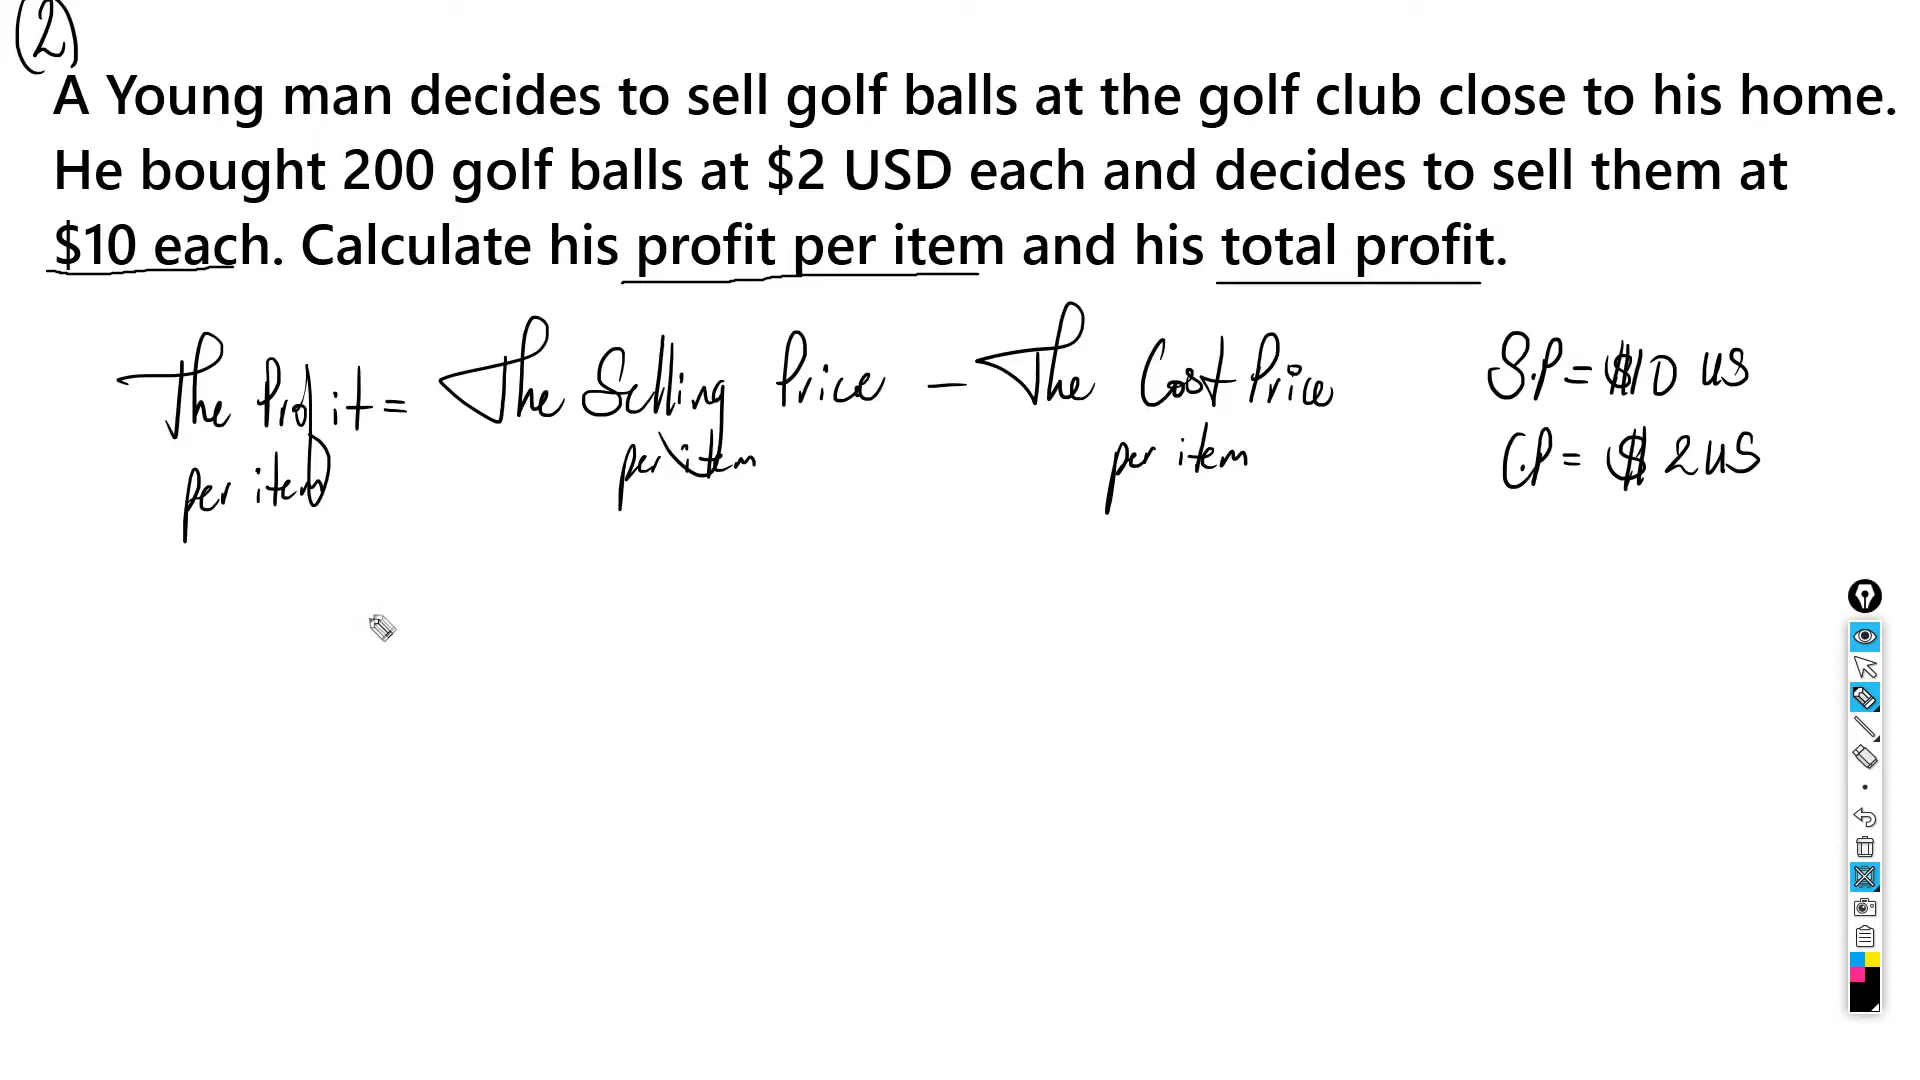 (2)
A Young man decides to sell golf balls at the golf club close to his home.
He bought 200 golf balls at $2 USD each and decides to sell them at
$10 each. Calculate his profit per item and his total profit.
The Profit = The Selling Price – The Cost Price
per item per item per item
S.P = $10 US
C.P = $ 2 US